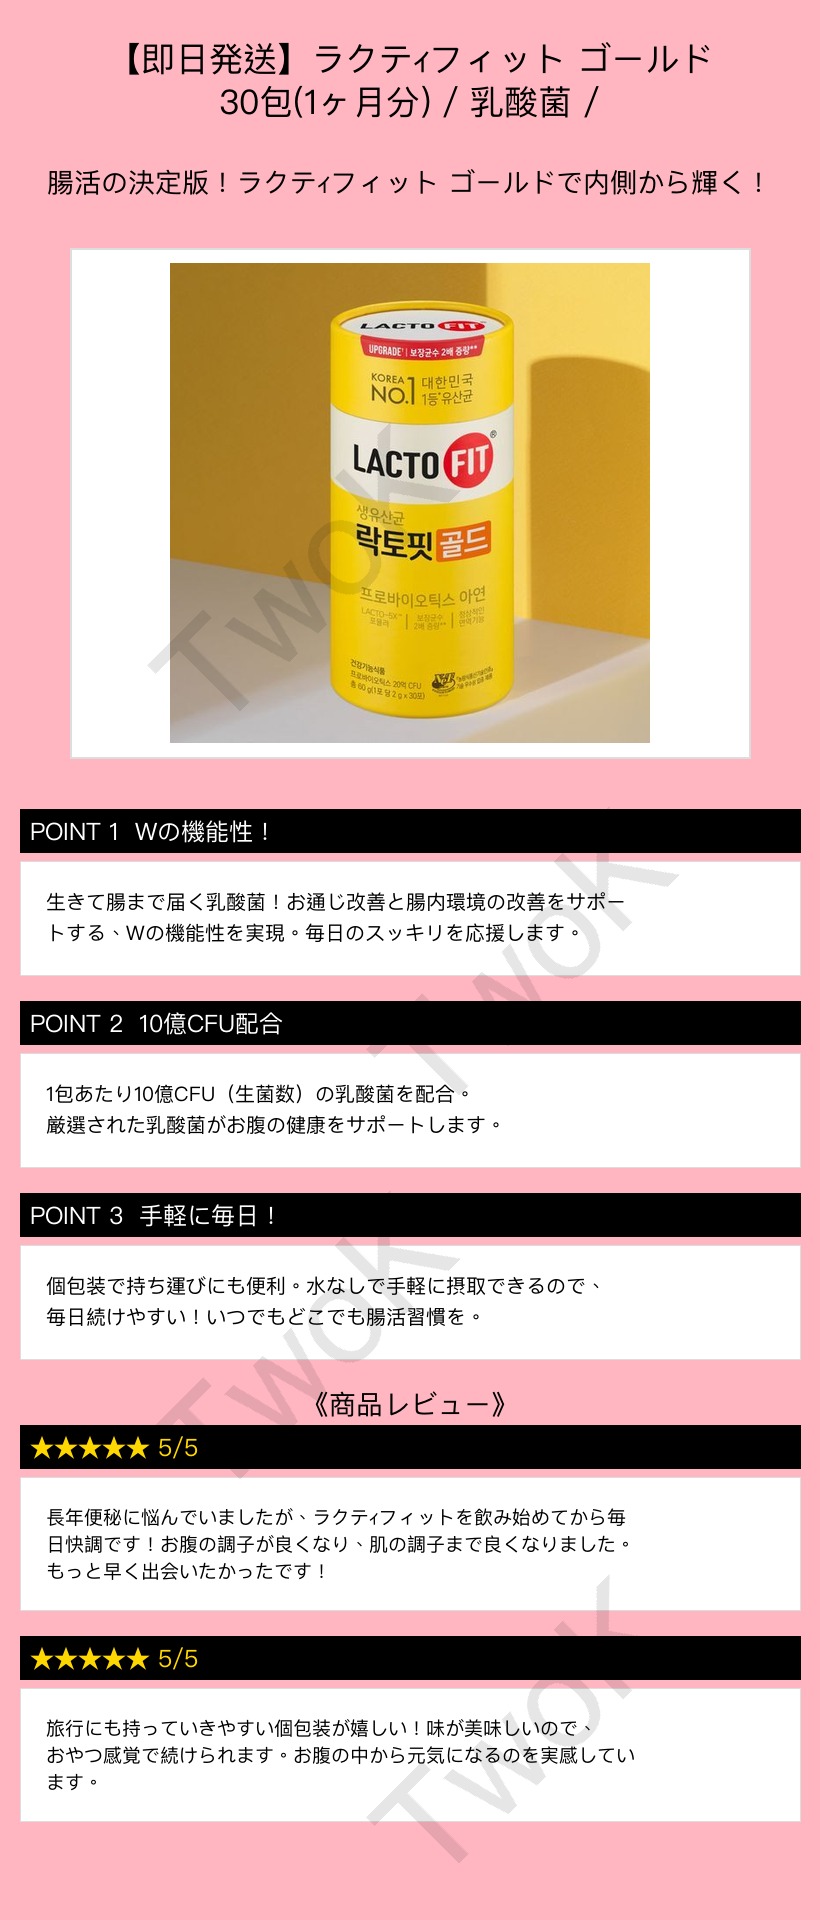 【即日発送】ラクティフィット ゴールド
30包(1ヶ月分) / 乳酸菌 /
腸活の決定版！ラクティフィット ゴールドで内側から輝く！
LACTO FIT
UPGRADE | 보장균수 2배 증량**
KOREA NO.1 대한민국 1등 유산균
LACTO FIT ®
생유산균
락토핏 골드
프로바이오틱스 아연
LACTO-5X™ 포뮬러 | 보장균수 2배 증량** | 정상적인 면역기능
건강기능식품
프로바이오틱스 20억 CFU
총 60 g(1포 당 2 g x 30포)
Twok
POINT 1 Wの機能性！
生きて腸まで届く乳酸菌！お通じ改善と腸内環境の改善をサポー
トする、Wの機能性を実現。毎日のスッキリを応援します。
Twok
POINT 2 10億CFU配合
1包あたり10億CFU（生菌数）の乳酸菌を配合。
厳選された乳酸菌がお腹の健康をサポートします。
POINT 3 手軽に毎日！
個包装で持ち運びにも便利。水なしで手軽に摂取できるので、
毎日続けやすい！いつでもどこでも腸活習慣を。
Twok
《商品レビュー》
★★★★★ 5/5
長年便秘に悩んでいましたが、ラクティフィットを飲み始めてから毎
日快調です！お腹の調子が良くなり、肌の調子まで良くなりました。
もっと早く出会いたかったです！
★★★★★ 5/5
旅行にも持っていきやすい個包装が嬉しい！味が美味しいので、
おやつ感覚で続けられます。お腹の中から元気になるのを実感してい
ます。
Twok